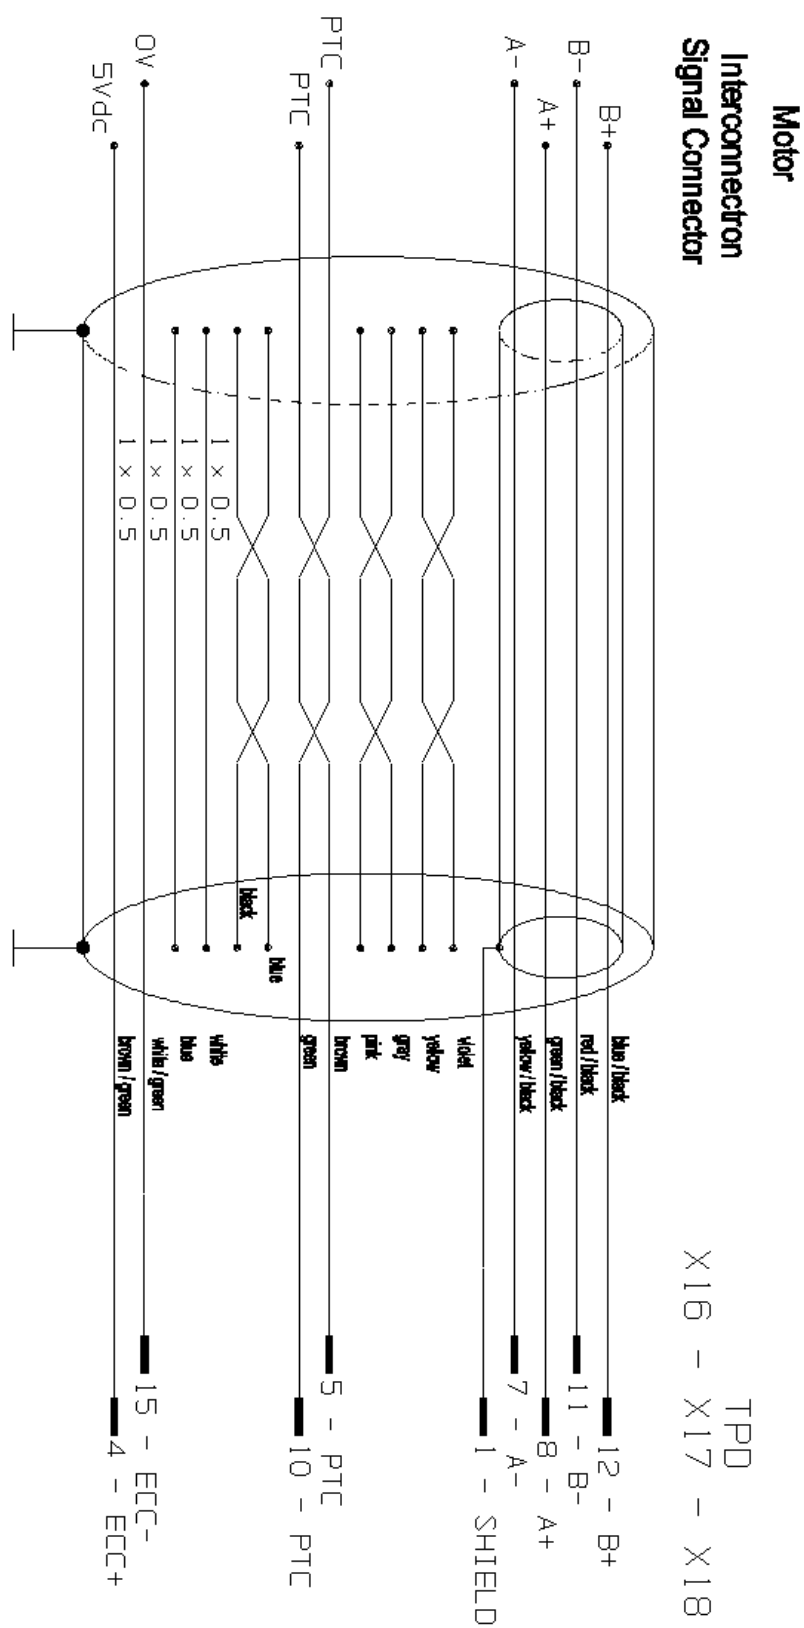 Motor
Interconnectron
Signal Connector
TPD
X16 - X17 - X18
B+
B-
A+
A-
PTC
PTC
0V
5Vdc
blue / black
red / black
green / black
yellow / black
violet
yellow
gray
pink
brown
green
blue
black
white
blue
white / green
brown / green
1 x 0.5
1 x 0.5
1 x 0.5
1 x 0.5
12 - B+
11 - B-
8 - A+
7 - A-
1 - SHIELD
5 - PTC
10 - PTC
15 - ECC-
4 - ECC+